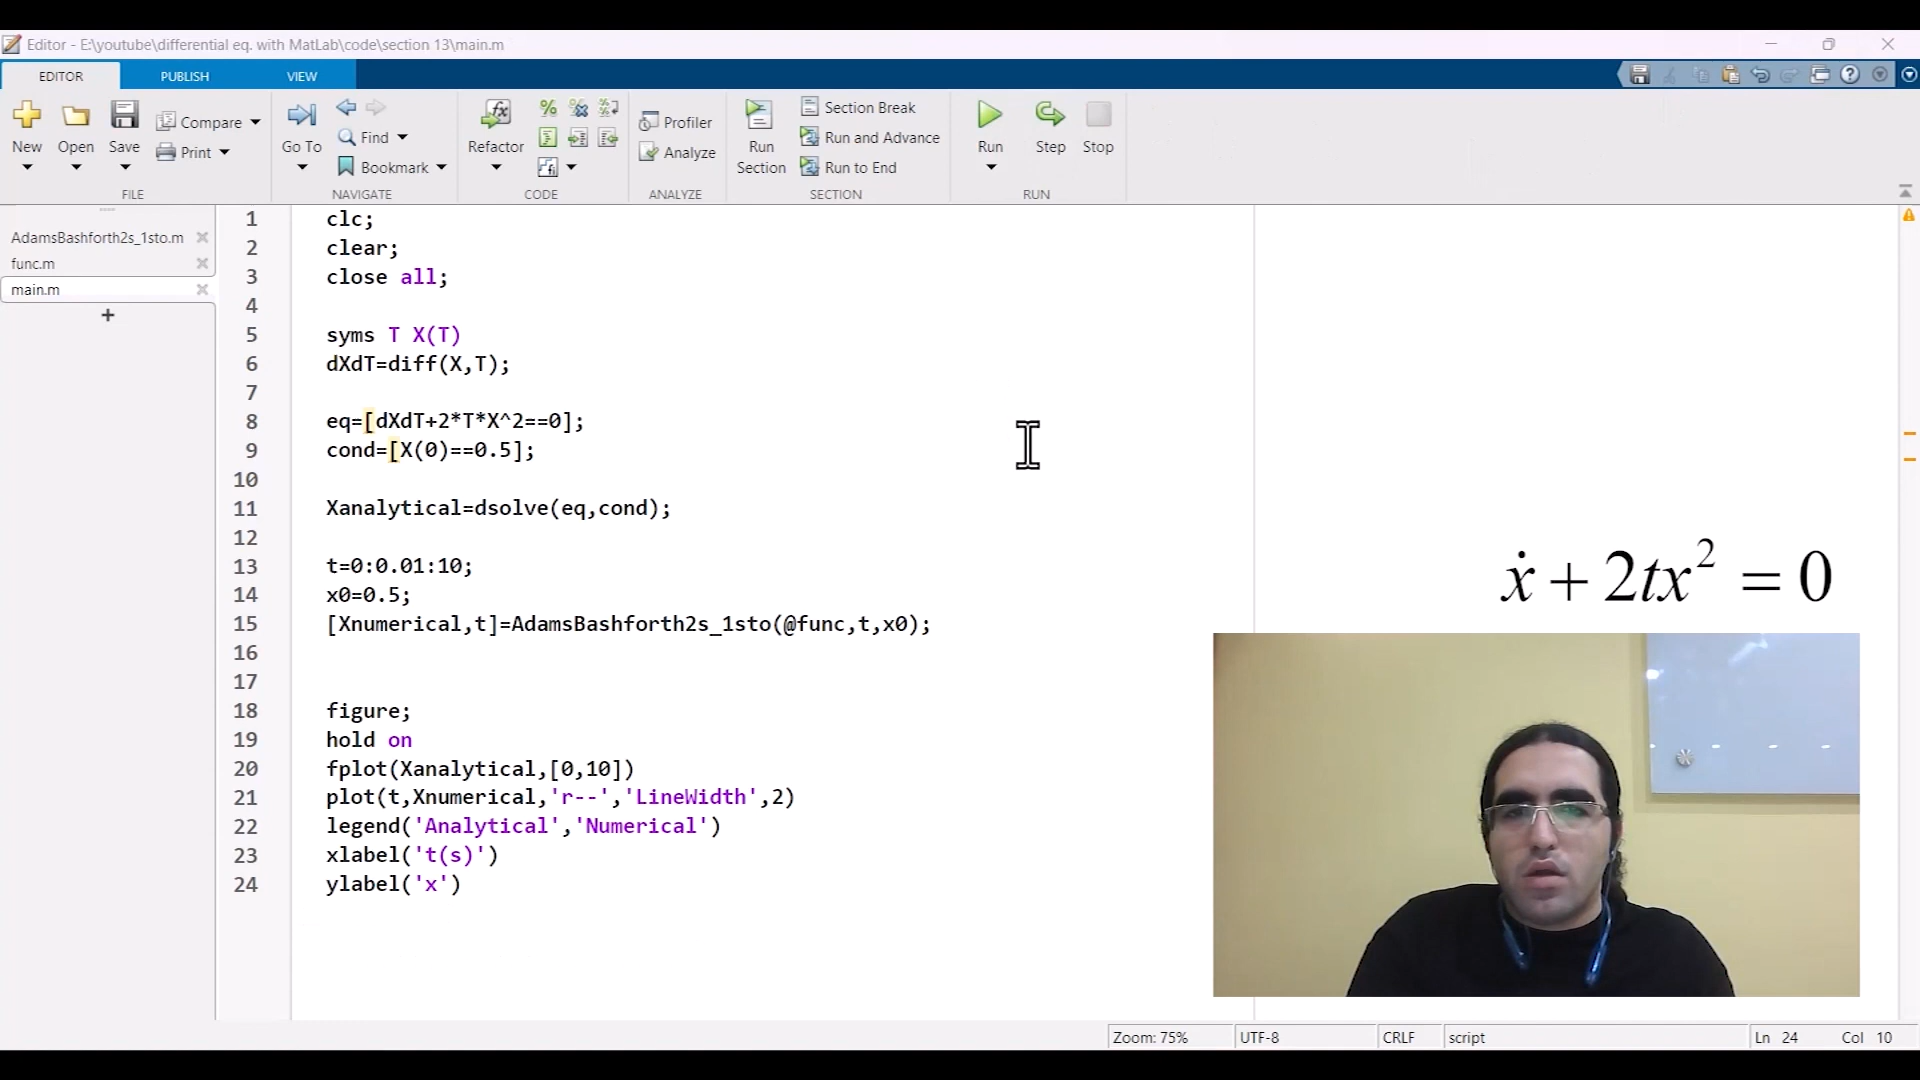 Editor - E:\youtube\differential eq. with MatLab\code\section 13\main.m
EDITOR PUBLISH VIEW
New Open Save Compare Print FILE
Go To Find Bookmark NAVIGATE
Refactor CODE
Profiler Analyze ANALYZE
Run Section Section Break Run and Advance Run to End SECTION
Run Step Stop RUN
AdamsBashforth2s_1sto.m
func.m
main.m
1 clc;
2 clear;
3 close all;
4
5 syms T X(T)
6 dXdT=diff(X,T);
7
8 eq=[dXdT+2*T*X^2==0];
9 cond=[X(0)==0.5];
10
11 Xanalytical=dsolve(eq,cond);
12
13 t=0:0.01:10;
14 x0=0.5;
15 [Xnumerical,t]=AdamsBashforth2s_1sto(@func,t,x0);
16
17
18 figure;
19 hold on
20 fplot(Xanalytical,[0,10])
21 plot(t,Xnumerical,'r--','LineWidth',2)
22 legend('Analytical','Numerical')
23 xlabel('t(s)')
24 ylabel('x')
ẋ + 2tx² = 0
Zoom: 75% UTF-8 CRLF script Ln 24 Col 10